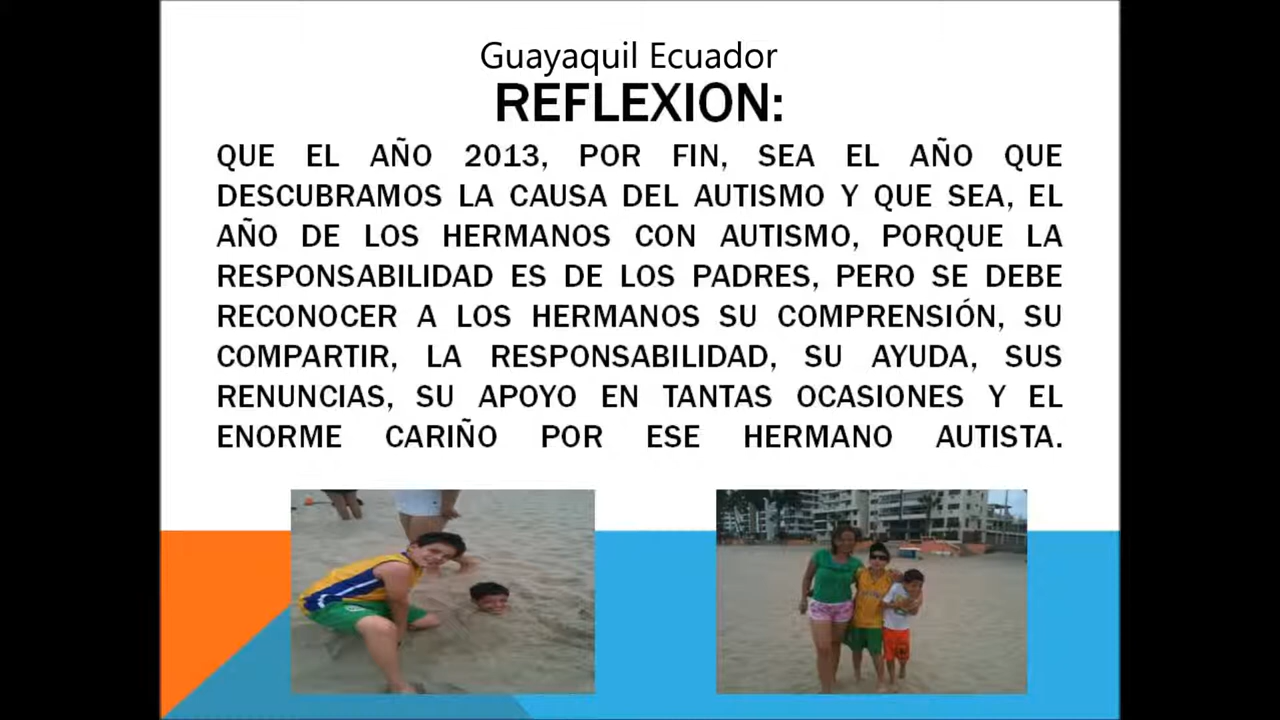 Guayaquil Ecuador
REFLEXION:
QUE EL AÑO 2013, POR FIN, SEA EL AÑO QUE
DESCUBRAMOS LA CAUSA DEL AUTISMO Y QUE SEA, EL
AÑO DE LOS HERMANOS CON AUTISMO, PORQUE LA
RESPONSABILIDAD ES DE LOS PADRES, PERO SE DEBE
RECONOCER A LOS HERMANOS SU COMPRENSIÓN, SU
COMPARTIR, LA RESPONSABILIDAD, SU AYUDA, SUS
RENUNCIAS, SU APOYO EN TANTAS OCASIONES Y EL
ENORME CARIÑO POR ESE HERMANO AUTISTA.